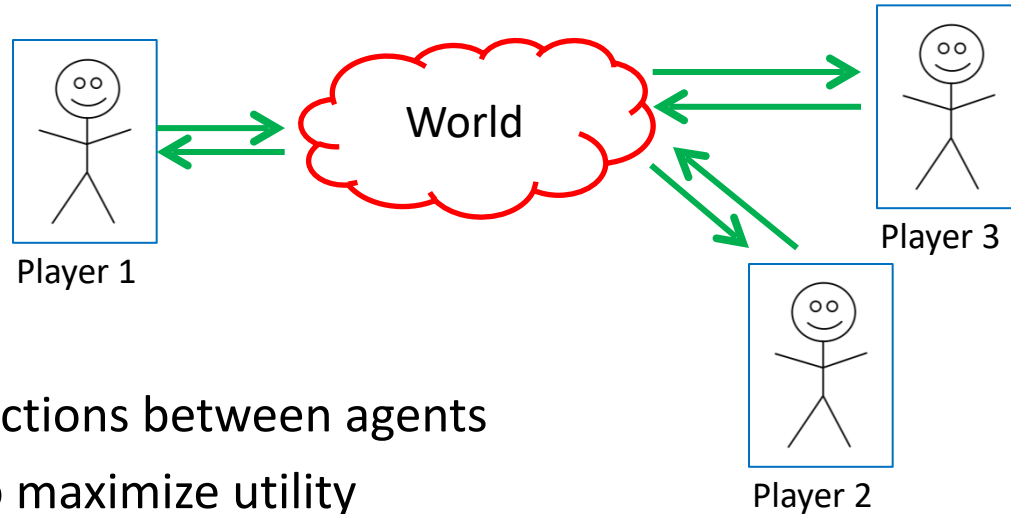 World
Player 1
Player 3
ctions between agents
o maximize utility
Player 2